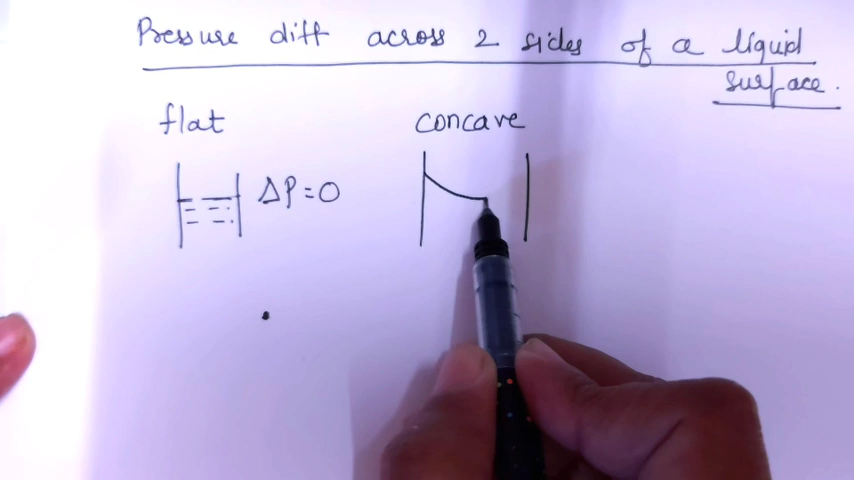 Pressure diff across 2 sides of a liquid
surface.
flat
concave
ΔP=0